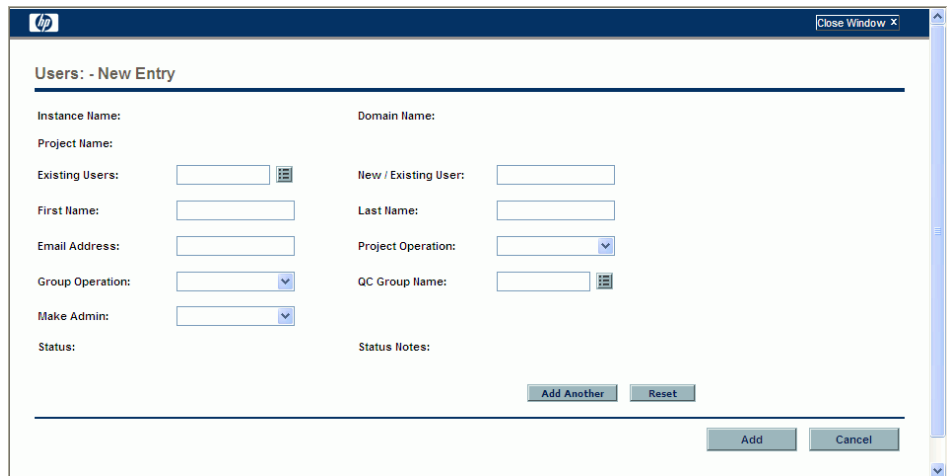 hp
Close Window x
Users: - New Entry
Instance Name: Domain Name:
Project Name:
Existing Users: New / Existing User:
First Name: Last Name:
Email Address: Project Operation:
Group Operation: QC Group Name:
Make Admin:
Status: Status Notes:
Add Another Reset
Add Cancel